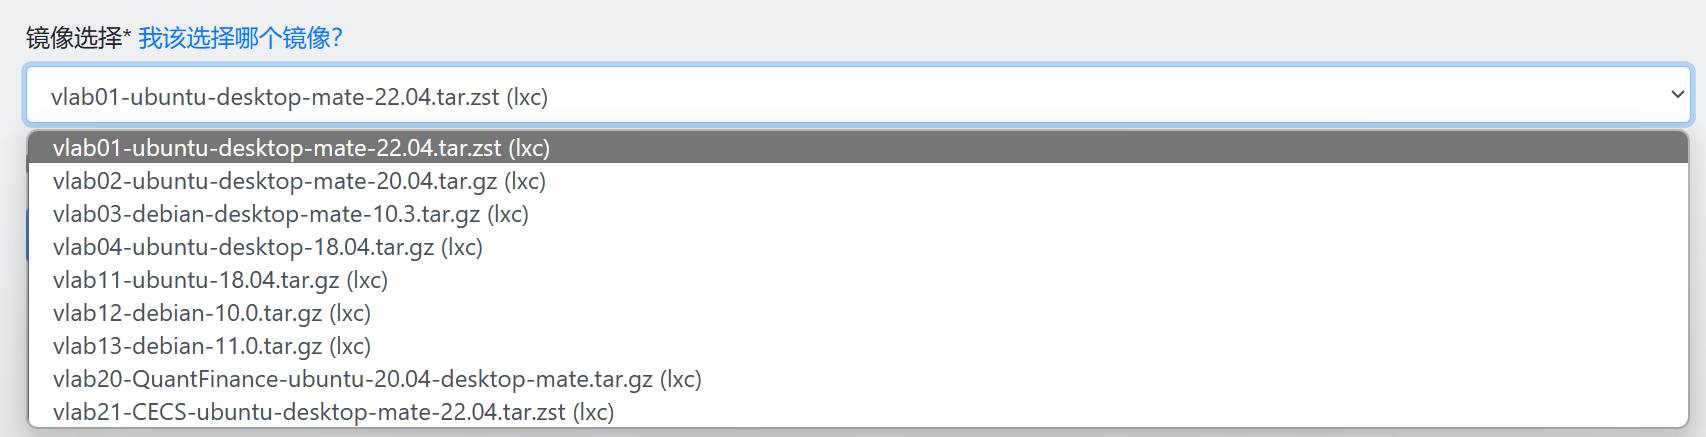 镜像选择* 我该选择哪个镜像?
vlab01-ubuntu-desktop-mate-22.04.tar.zst (lxc)
vlab01-ubuntu-desktop-mate-22.04.tar.zst (lxc)
vlab02-ubuntu-desktop-mate-20.04.tar.gz (lxc)
vlab03-debian-desktop-mate-10.3.tar.gz (lxc)
vlab04-ubuntu-desktop-18.04.tar.gz (lxc)
vlab11-ubuntu-18.04.tar.gz (lxc)
vlab12-debian-10.0.tar.gz (lxc)
vlab13-debian-11.0.tar.gz (lxc)
vlab20-QuantFinance-ubuntu-20.04-desktop-mate.tar.gz (lxc)
vlab21-CECS-ubuntu-desktop-mate-22.04.tar.zst (lxc)